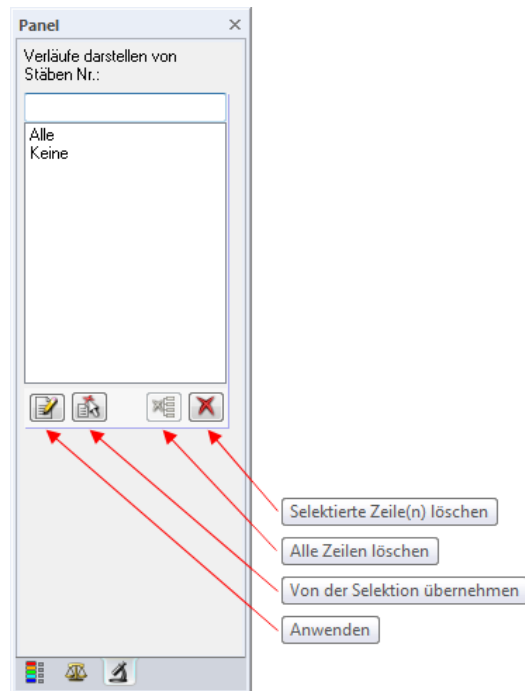 Panel
Verläufe darstellen von
Stäben Nr.:
Alle
Keine
Selektierte Zeile(n) löschen
Alle Zeilen löschen
Von der Selektion übernehmen
Anwenden